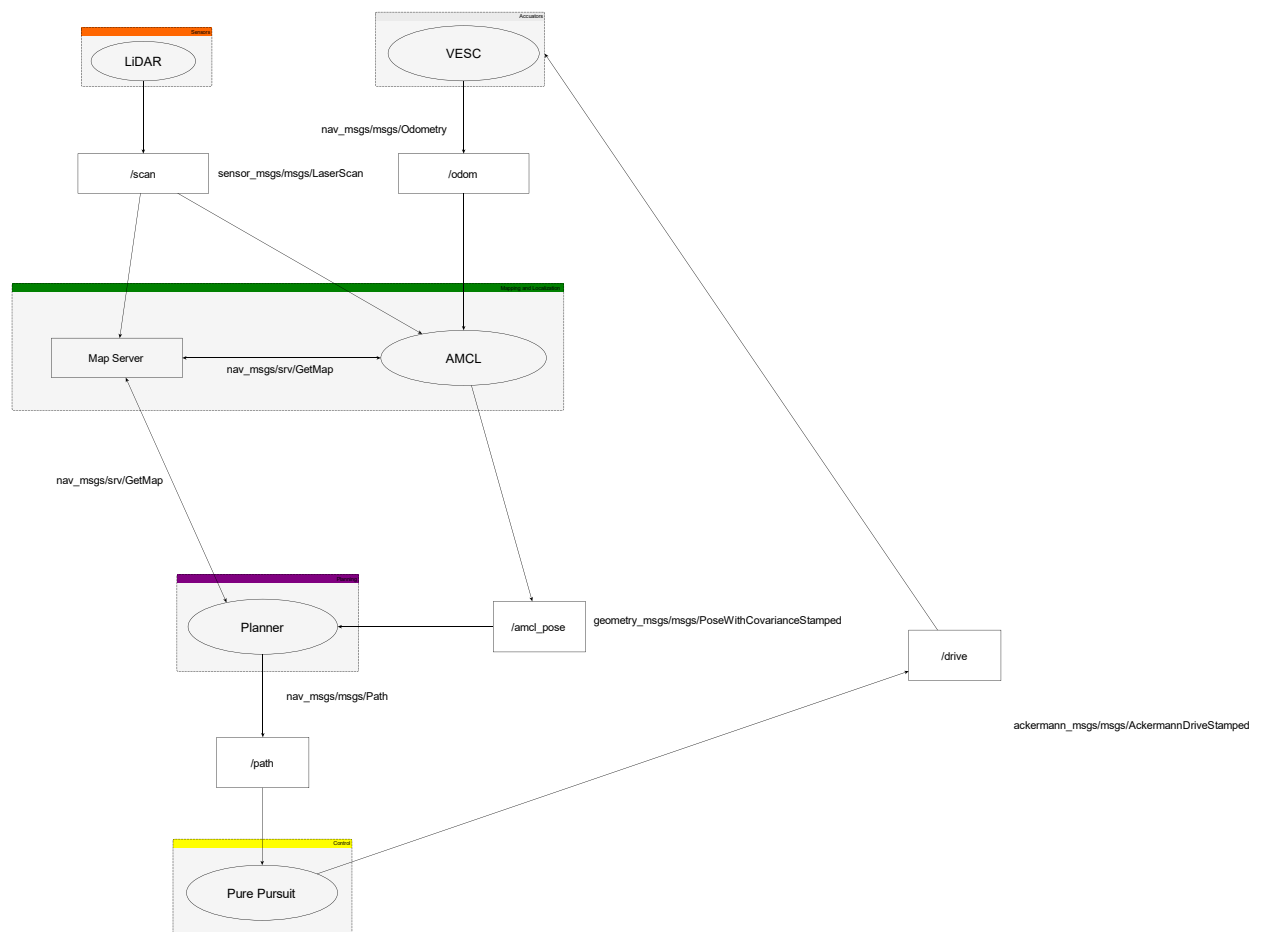 Accuators
Sensors
VESC
LiDAR
nav_msgs/msgs/Odometry
/scan
sensor_msgs/msgs/LaserScan
/odom
Mapping and Localization
Map Server
AMCL
nav_msgs/srv/GetMap
nav_msgs/srv/GetMap
Planner
/amcl_pose
geometry_msgs/msgs/PoseWithCovarianceStamped
/drive
nav_msgs/msgs/Path
ackermann_msgs/msgs/AckermannDriveStamped
/path
Control
Pure Pursuit